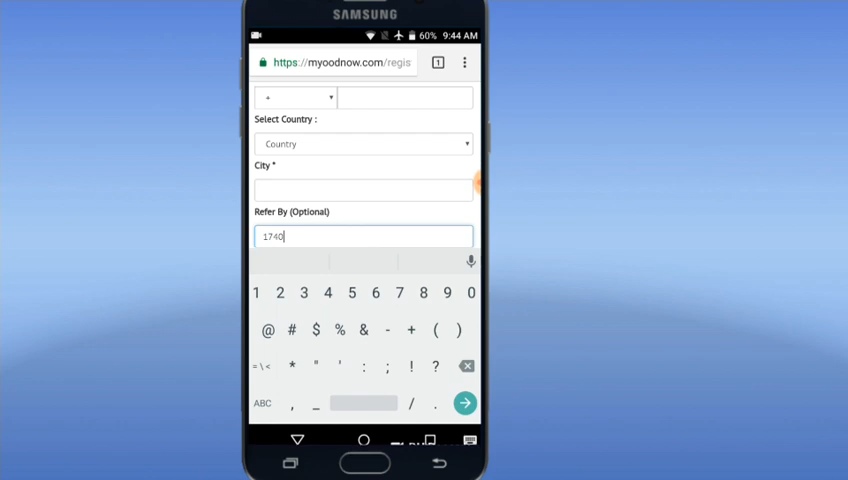 SAMSUNG
60% 9:44 AM
https://myoodnow.com/regis
1
+
Select Country :
Country
City *
Refer By (Optional)
1740
1 2 3 4 5 6 7 8 9 0
@ # $ % & - + ( )
= \ < * " ' : ; ! ?
ABC , _ / .